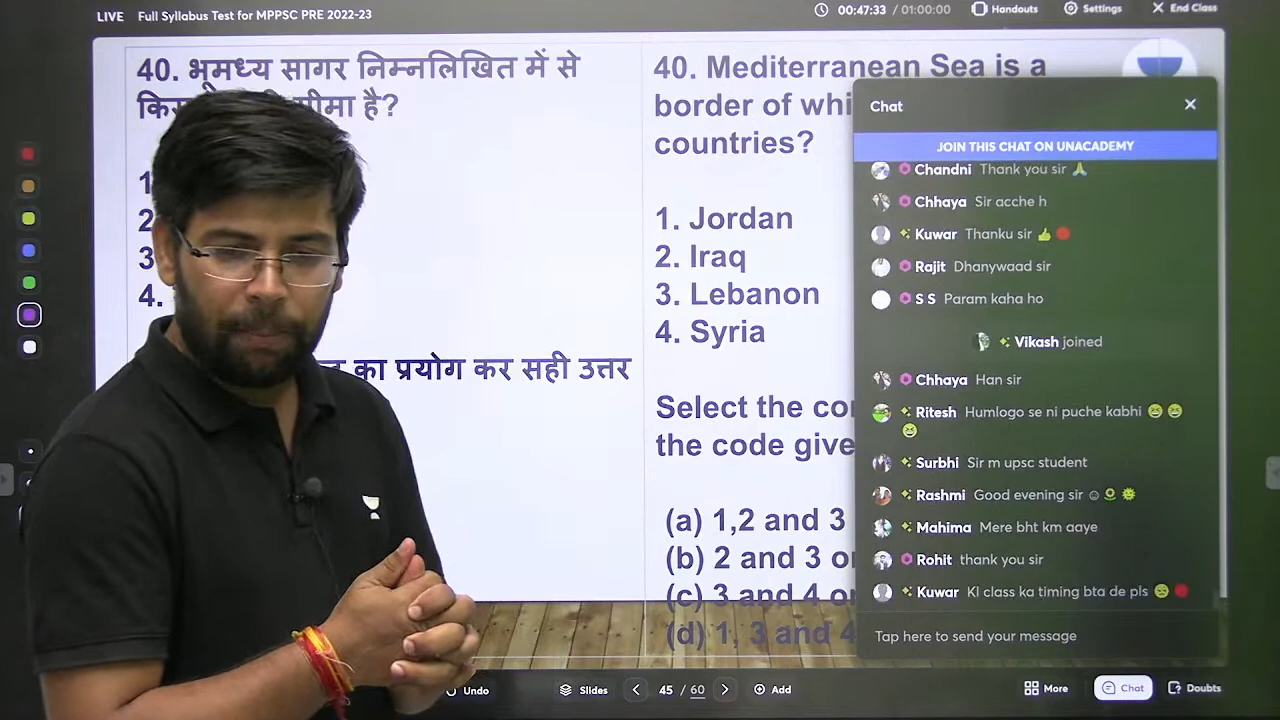 LIVE Full Syllabus Test for MPPSC PRE 2022-23
00:47:33 / 01:00:00 Handouts Settings End Class
40. भूमध्य सागर निम्नलिखित में से
सीमा है?
2
3
4.
का प्रयोग कर सही उत्तर
40. Mediterranean Sea is a
border of
countries?
1. Jordan
2. Iraq
3. Lebanon
4. Syria
Select the
the code
(a) 1,2 and 3
(b) 2 and 3
(c) 3 and 4
(d) 1, 3 and 4
Chat
JOIN THIS CHAT ON UNACADEMY
Chandni Thank you sir 🙏
Chhaya Sir acche h
Kuwar Thanku sir 👍🔴
Rajit Dhanywaad sir
S S Param kaha ho
Vikash joined
Chhaya Han sir
Ritesh Humlogo se ni puche kabhi 😆 😆
😆
Surbhi Sir m upsc student
Rashmi Good evening sir ☺🌻🌞
Mahima Mere bht km aaye
Rohit thank you sir
Kuwar Kl class ka timing bta de pls 😑🔴
Tap here to send your message
Undo Slides 45 / 60 Add More Chat Doubts